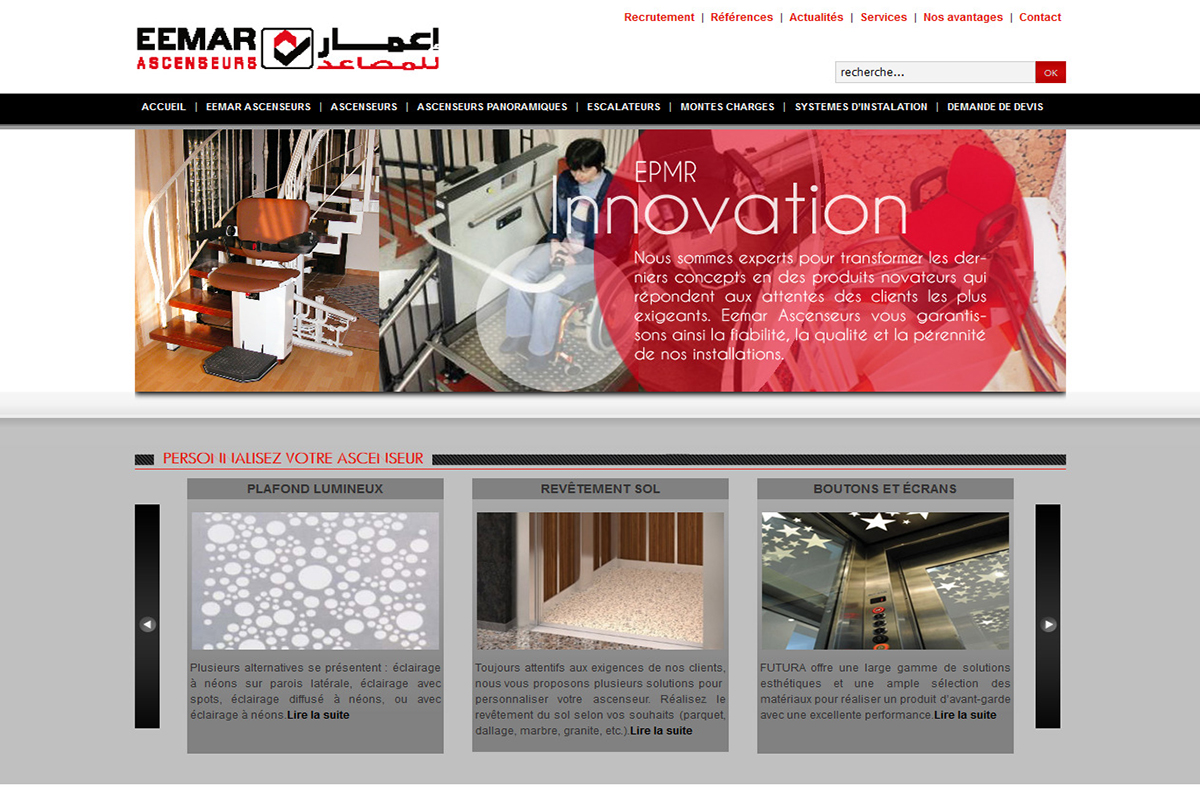 Recrutement | Références | Actualités | Services | Nos avantages | Contact
EEMAR إعمار
ASCENSEURS للمصاعد
recherche... OK
ACCUEIL | EEMAR ASCENSEURS | ASCENSEURS | ASCENSEURS PANORAMIQUES | ESCALATEURS | MONTES CHARGES | SYSTEMES D'INSTALATION | DEMANDE DE DEVIS
EPMR
Innovation
Nous sommes experts pour transformer les der-
niers concepts en des produits novateurs qui
répondent aux attentes des clients les plus
exigeants. Eemar Ascenseurs vous garantis-
sons ainsi la fiabilité, la qualité et la pérennité
de nos installations.
PERSONNALISEZ VOTRE ASCENSEUR
PLAFOND LUMINEUX
Plusieurs alternatives se présentent : éclairage
à néons sur parois latérale, éclairage avec
spots, éclairage diffusé à néons, ou avec
éclairage à néons.Lire la suite
REVÊTEMENT SOL
Toujours attentifs aux exigences de nos clients,
nous vous proposons plusieurs solutions pour
personnaliser votre ascenseur. Réalisez le
revêtement du sol selon vos souhaits (parquet,
dallage, marbre, granite, etc.).Lire la suite
BOUTONS ET ÉCRANS
FUTURA offre une large gamme de solutions
esthétiques et une ample sélection des
matériaux pour réaliser un produit d'avant-garde
avec une excellente performance.Lire la suite